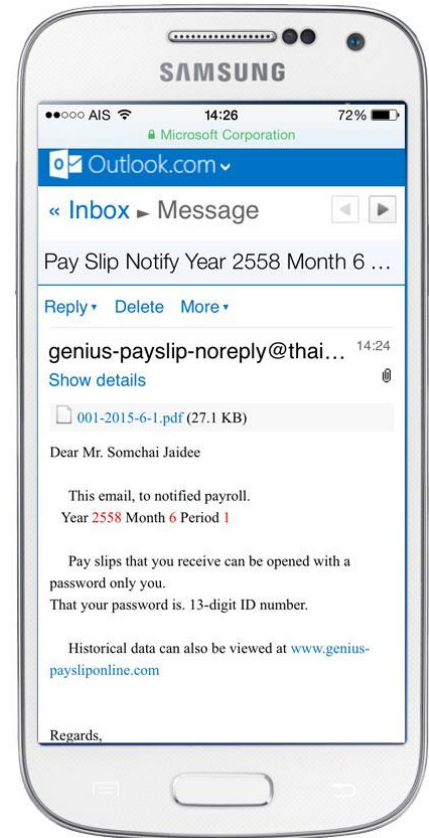 SAMSUNG
AIS 14:26 72%
Microsoft Corporation
Outlook.com
« Inbox ► Message
Pay Slip Notify Year 2558 Month 6 ...
Reply ▾ Delete More ▾
genius-payslip-noreply@thai... 14:24
Show details
001-2015-6-1.pdf (27.1 KB)
Dear Mr. Somchai Jaidee
This email, to notified payroll.
Year 2558 Month 6 Period 1
Pay slips that you receive can be opened with a
password only you.
That your password is. 13-digit ID number.
Historical data can also be viewed at www.genius-
paysliponline.com
Regards,